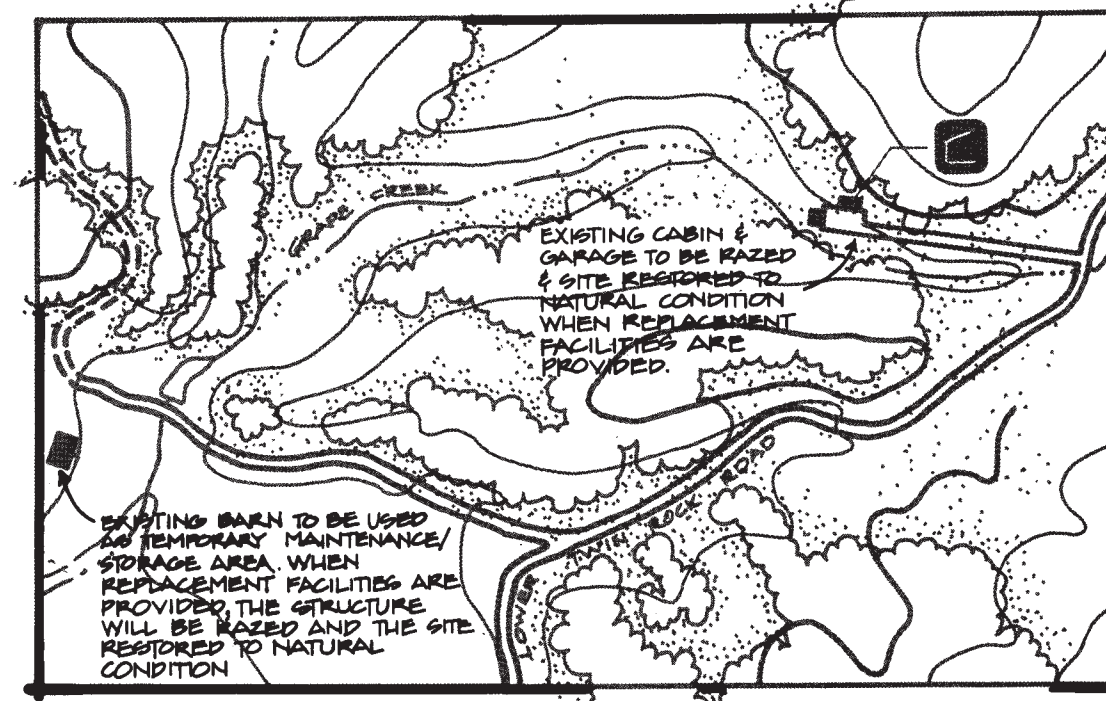 GRAPE CREEK
EXISTING CABIN &
GARAGE TO BE RAZED
& SITE RESTORED TO
NATURAL CONDITION
WHEN REPLACEMENT
FACILITIES ARE
PROVIDED.
LOWER TWIN ROCK ROAD
EXISTING BARN TO BE USED
AS TEMPORARY MAINTENANCE/
STORAGE AREA. WHEN
REPLACEMENT FACILITIES ARE
PROVIDED, THE STRUCTURE
WILL BE RAZED AND THE SITE
RESTORED TO NATURAL
CONDITION